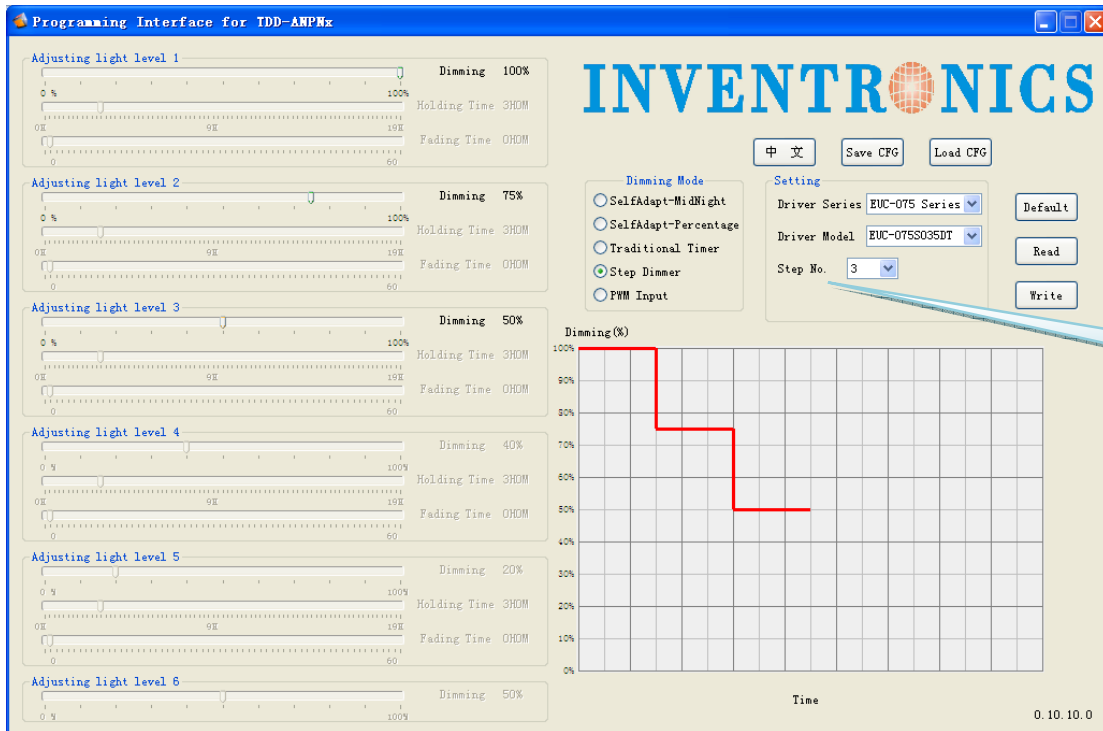 Programming Interface for TDD-ANPNx
Adjusting light level 1
Dimming 100%
0 % 100%
Holding Time 3H0M
0H 9H 19H
Fading Time 0H0M
0 60
Adjusting light level 2
Dimming 75%
0 % 100%
Holding Time 3H0M
0H 9H 19H
Fading Time 0H0M
0 60
Adjusting light level 3
Dimming 50%
0 % 100%
Holding Time 3H0M
0H 9H 19H
Fading Time 0H0M
0 60
Adjusting light level 4
Dimming 40%
0 % 100%
Holding Time 3H0M
0H 9H 19H
Fading Time 0H0M
0 60
Adjusting light level 5
Dimming 20%
0 % 100%
Holding Time 3H0M
0H 9H 19H
Fading Time 0H0M
0 60
Adjusting light level 6
Dimming 50%
0 % 100%
INVENTRONICS
中 文 Save CFG Load CFG
Dimming Mode
SelfAdapt-MidNight
SelfAdapt-Percentage
Traditional Timer
Step Dimmer
PWM Input
Setting
Driver Series EUC-075 Series
Driver Model EUC-075S035DT
Step No. 3
Default
Read
Write
Dimming(%)
100%
90%
80%
70%
60%
50%
40%
30%
20%
10%
0%
Time
0.10.10.0